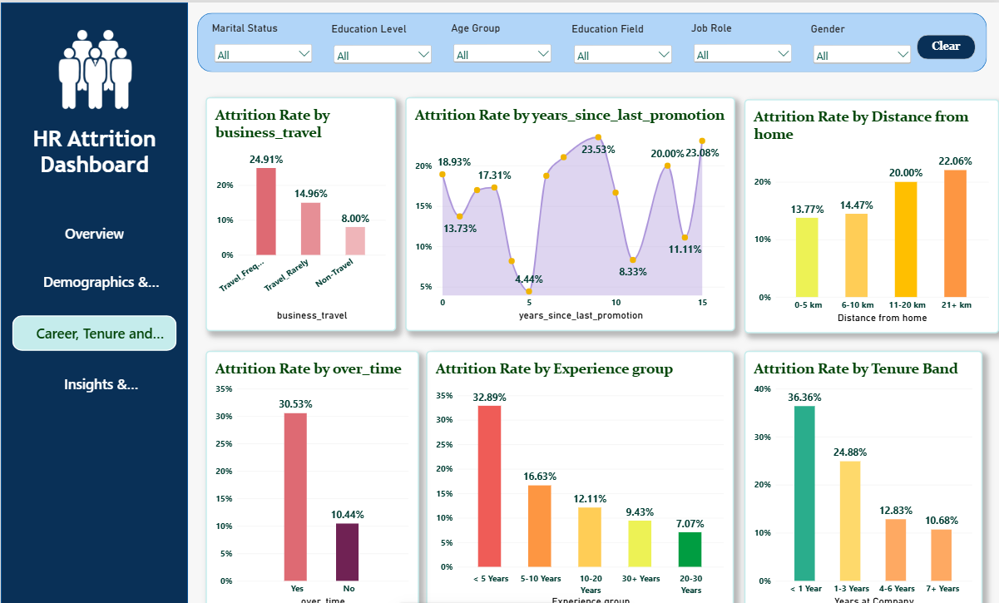 HR Attrition
Dashboard
Overview
Demographics &...
Career, Tenure and...
Insights &...
Marital Status
All
Education Level
All
Age Group
All
Education Field
All
Job Role
All
Gender
All
Clear
Attrition Rate by
business_travel
24.91%
14.96%
8.00%
20%
10%
0%
Travel_Freq...
Travel_Rarely
Non-Travel
business_travel
Attrition Rate by years_since_last_promotion
20%
15%
10%
5%
18.93%
13.73%
17.31%
4.44%
23.53%
8.33%
20.00%
11.11%
23.08%
0
5
10
15
years_since_last_promotion
Attrition Rate by Distance from
home
20%
10%
0%
13.77%
14.47%
20.00%
22.06%
0-5 km
6-10 km
11-20 km
21+ km
Distance from home
Attrition Rate by over_time
35%
30%
25%
20%
15%
10%
5%
0%
30.53%
10.44%
Yes
No
over_time
Attrition Rate by Experience group
35%
30%
25%
20%
15%
10%
5%
0%
32.89%
16.63%
12.11%
9.43%
7.07%
< 5 Years
5-10 Years
10-20
Years
30+ Years
20-30
Years
Experience group
Attrition Rate by Tenure Band
40%
30%
20%
10%
0%
36.36%
24.88%
12.83%
10.68%
< 1 Year
1-3 Years
4-6 Years
7+ Years
Years at Company